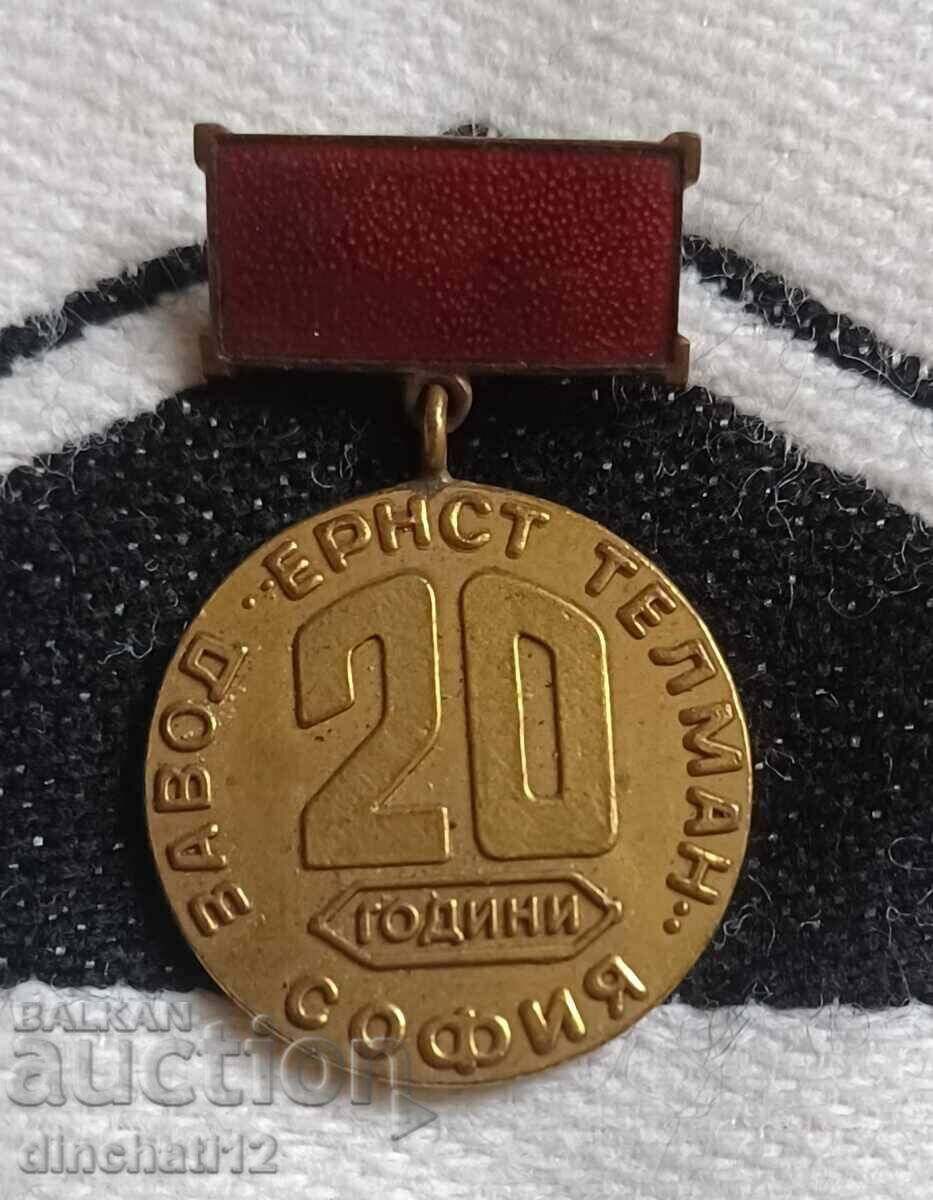 ЗАВОД „ЕРНСТ ТЕЛМАН“
20
ГОДИНИ
СОФИЯ
BALKAN
auction
dinchati12